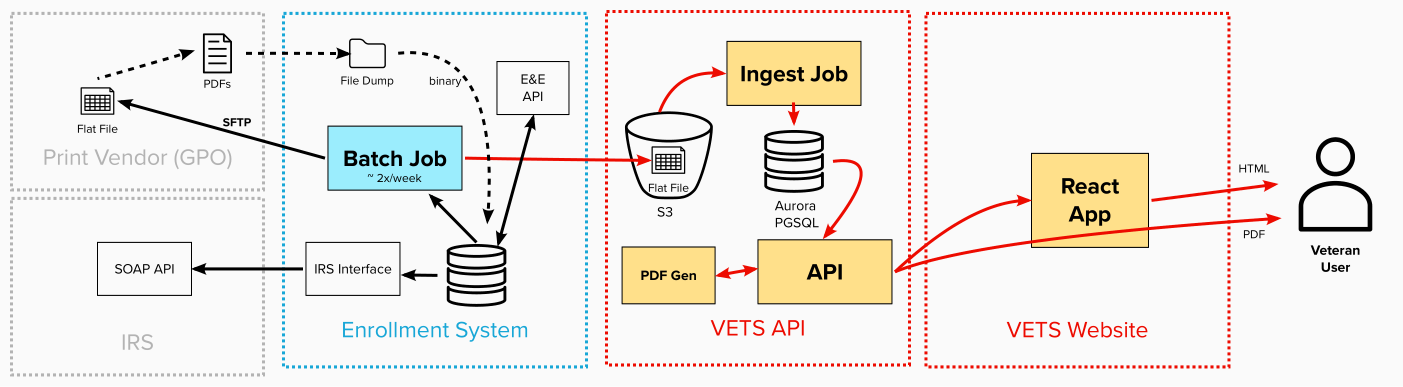 PDFs
Flat File
SFTP
Print Vendor (GPO)
SOAP API
IRS
File Dump
binary
E&E
API
Batch Job
~ 2x/week
IRS Interface
Enrollment System
Ingest Job
Flat File
S3
Aurora
PGSQL
PDF Gen
API
VETS API
React
App
VETS Website
HTML
PDF
Veteran
User